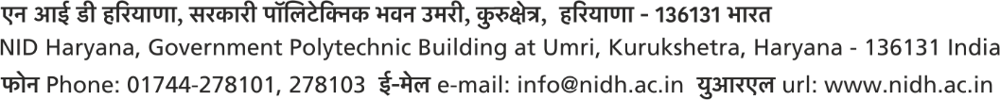 एन आई डी हरियाणा, सरकारी पॉलिटेक्निक भवन उमरी, कुरुक्षेत्र, हरियाणा - 136131 भारत
NID Haryana, Government Polytechnic Building at Umri, Kurukshetra, Haryana - 136131 India
फोन Phone: 01744-278101, 278103 ई-मेल e-mail: info@nidh.ac.in युआरएल url: www.nidh.ac.in